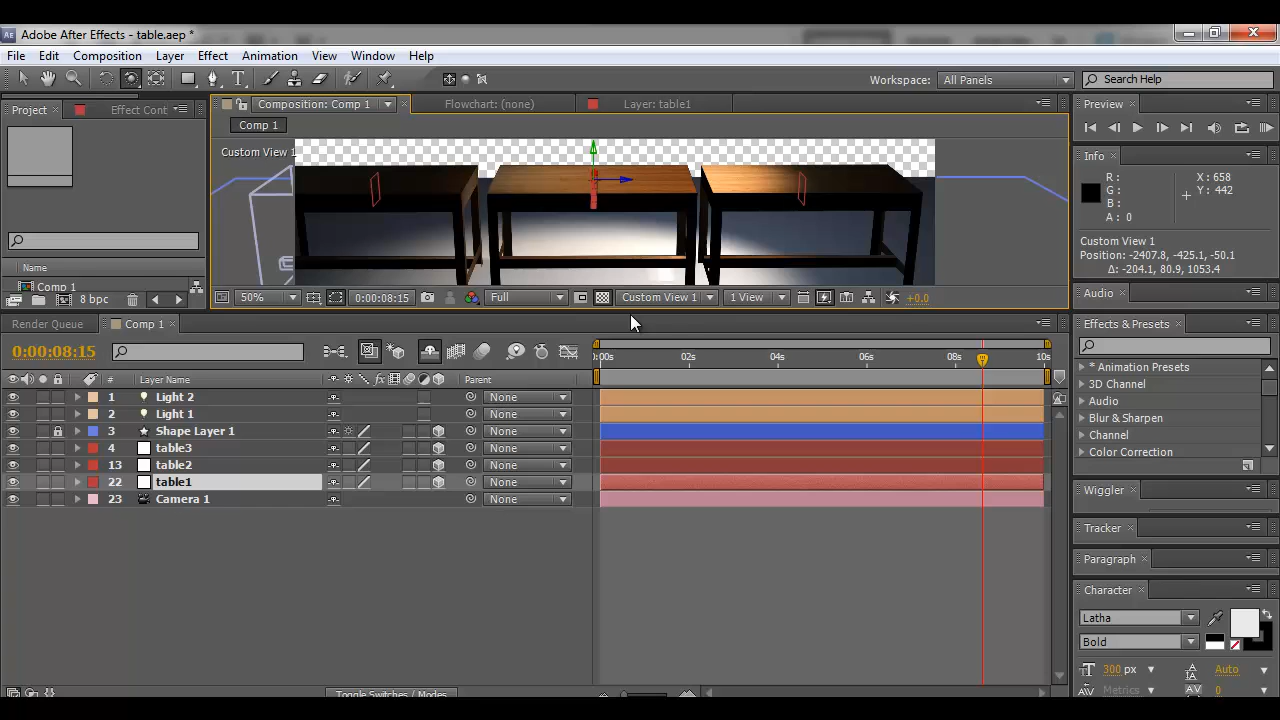 Adobe After Effects - table.aep *
File Edit Composition Layer Effect Animation View Window Help
Workspace: All Panels Search Help
Project Effect Cont
Composition: Comp 1 Flowchart: (none) Layer: table1
Comp 1
Custom View 1
50% 0:00:08:15 Full Custom View 1 1 View +0.0
Name
Comp 1
8 bpc
Preview
Info
R : X : 658
G : Y : 442
B :
A : 0
Custom View 1
Position: -2407.8, -425.1, -50.1
Δ: -204.1, 80.9, 1053.4
Audio
Effects & Presets
* Animation Presets
3D Channel
Audio
Blur & Sharpen
Channel
Color Correction
Wiggler
Tracker
Paragraph
Character
Latha
Bold
300 px Auto
Metrics 0
Render Queue Comp 1
0:00:08:15 0:00s 02s 04s 06s 08s 10s
# Layer Name Parent
1 Light 2 None
2 Light 1 None
3 Shape Layer 1 None
4 table3 None
13 table2 None
22 table1 None
23 Camera 1 None
Toggle Switches / Modes